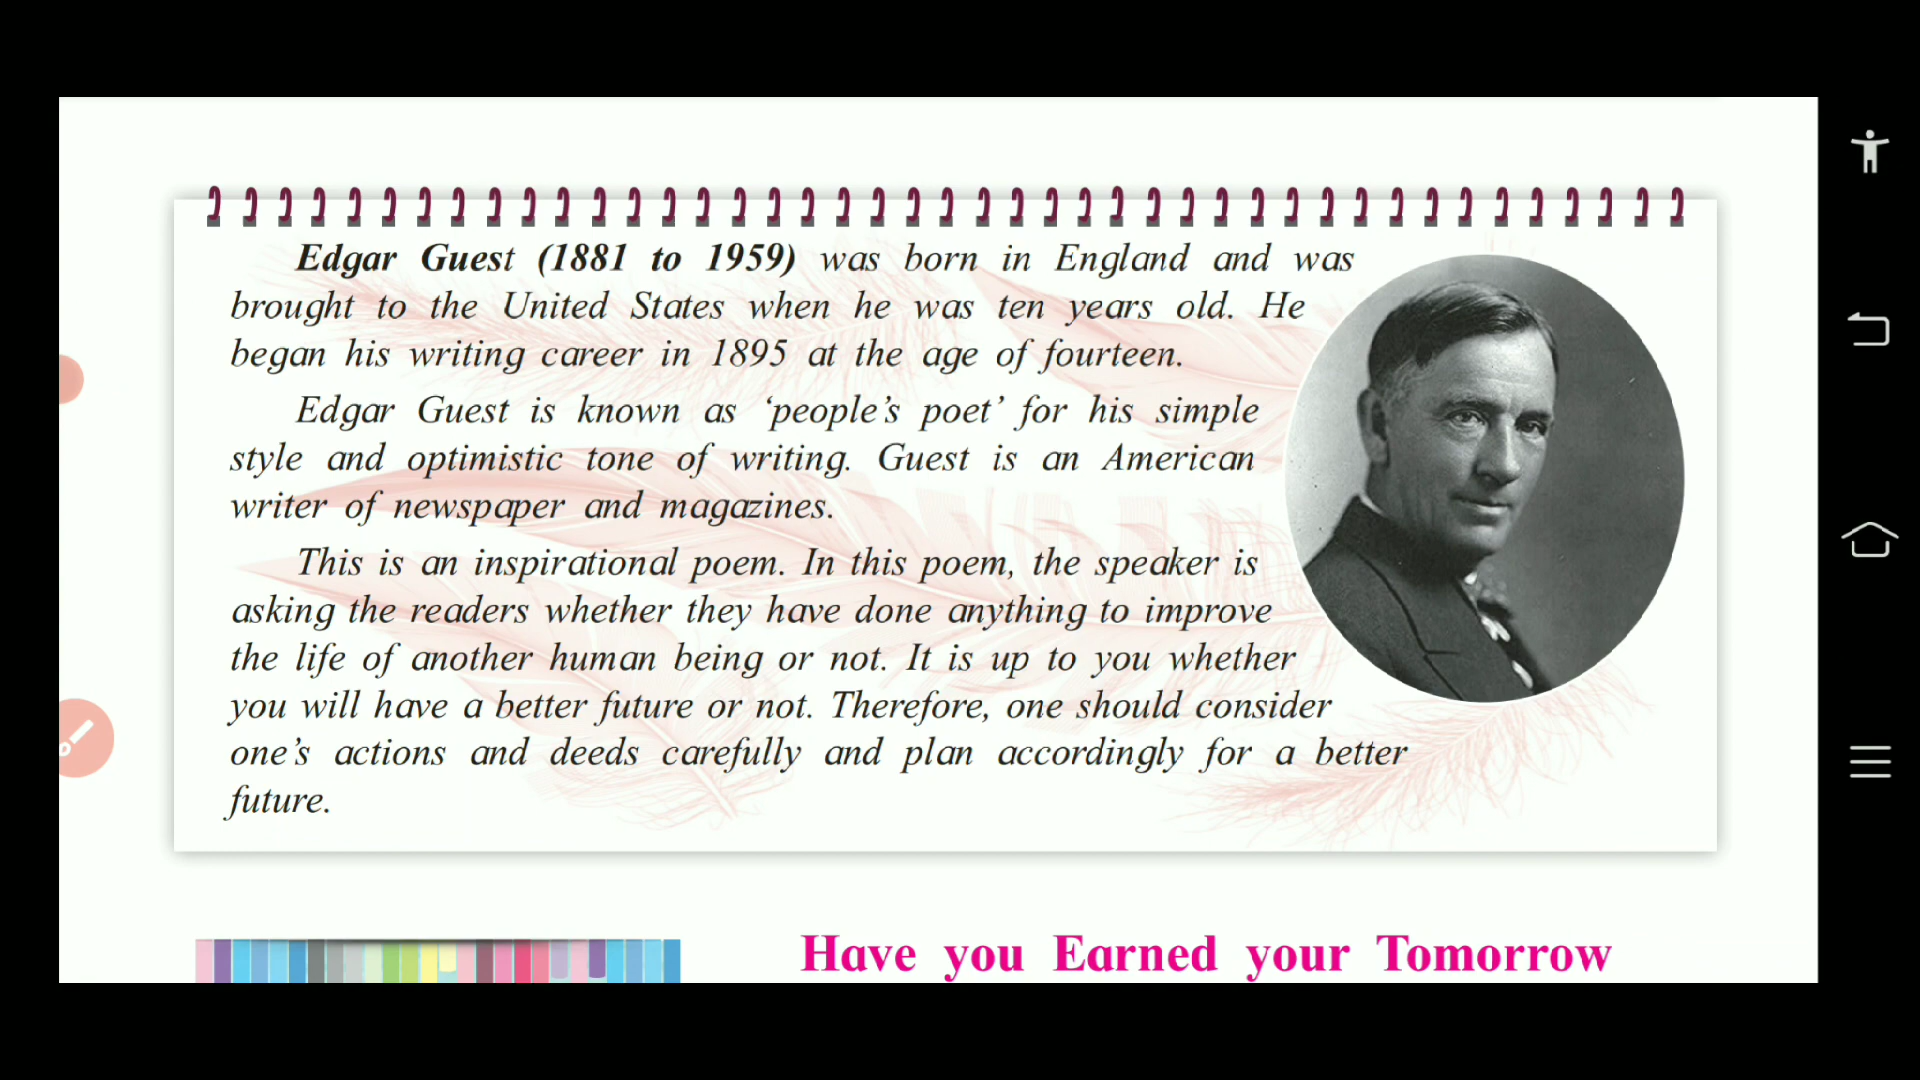 Edgar Guest (1881 to 1959) was born in England and was
brought to the United States when he was ten years old. He
began his writing career in 1895 at the age of fourteen.
Edgar Guest is known as ‘people’s poet’ for his simple
style and optimistic tone of writing. Guest is an American
writer of newspaper and magazines.
This is an inspirational poem. In this poem, the speaker is
asking the readers whether they have done anything to improve
the life of another human being or not. It is up to you whether
you will have a better future or not. Therefore, one should consider
one’s actions and deeds carefully and plan accordingly for a better
future.
Have you Earned your Tomorrow